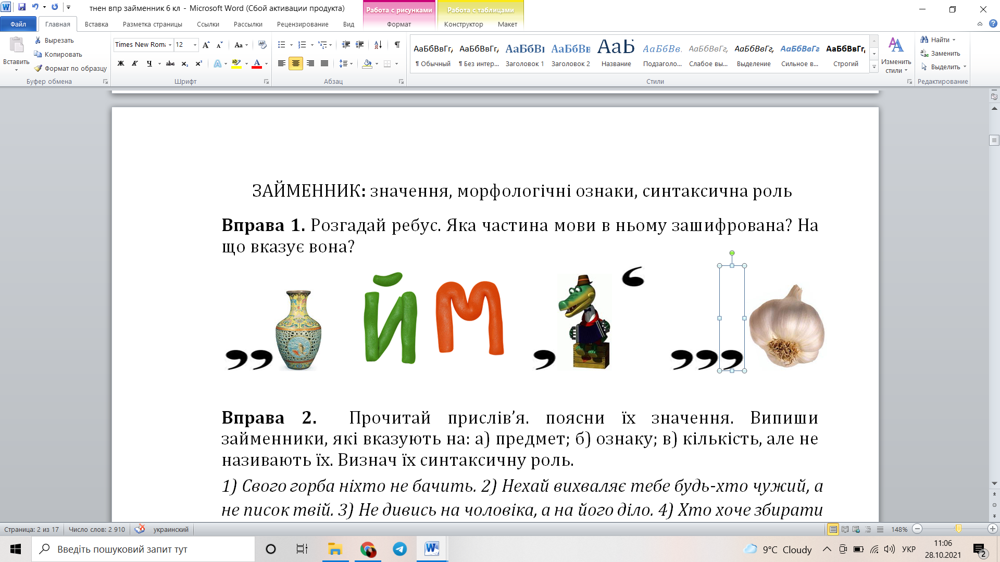 тнен впр займенник 6 кл - Microsoft Word (Сбой активации продукта)
Работа с рисунками
Работа с таблицами
Файл
Главная
Вставка
Разметка страницы
Ссылки
Рассылки
Рецензирование
Вид
Формат
Конструктор
Макет
Вставить
Вырезать
Копировать
Формат по образцу
Буфер обмена
Times New Roma
12
Шрифт
Абзац
АаБбВвГг, АаБбВвГг, АаБбВі АаБбВв АаБ АаБбВв. АаБбВвГг, АаБбВвГг, АаБбВвГг АаБбВвГг,
¶ Обычный ¶ Без интер... Заголовок 1 Заголовок 2 Название Подзаголо... Слабое вы... Выделение Сильное в... Строгий
Стили
Изменить
стили
Найти
Заменить
Выделить
Редактирование
ЗАЙМЕННИК: значення, морфологічні ознаки, синтаксична роль
Вправа 1. Розгадай ребус. Яка частина мови в ньому зашифрована? На
що вказує вона?
,, Й М , ‘ ,,,
Вправа 2. Прочитай прислів’я. поясни їх значення. Випиши
займенники, які вказують на: а) предмет; б) ознаку; в) кількість, але не
називають їх. Визнач їх синтаксичну роль.
1) Свого горба ніхто не бачить. 2) Нехай вихваляє тебе будь-хто чужий, а
не писок твій. 3) Не дивись на чоловіка, а на його діло. 4) Хто хоче збирати
Страница: 2 из 17
Число слов: 2 910
украинский
148%
Введіть пошуковий запит тут
9°C Cloudy
УКР
11:06
28.10.2021
2